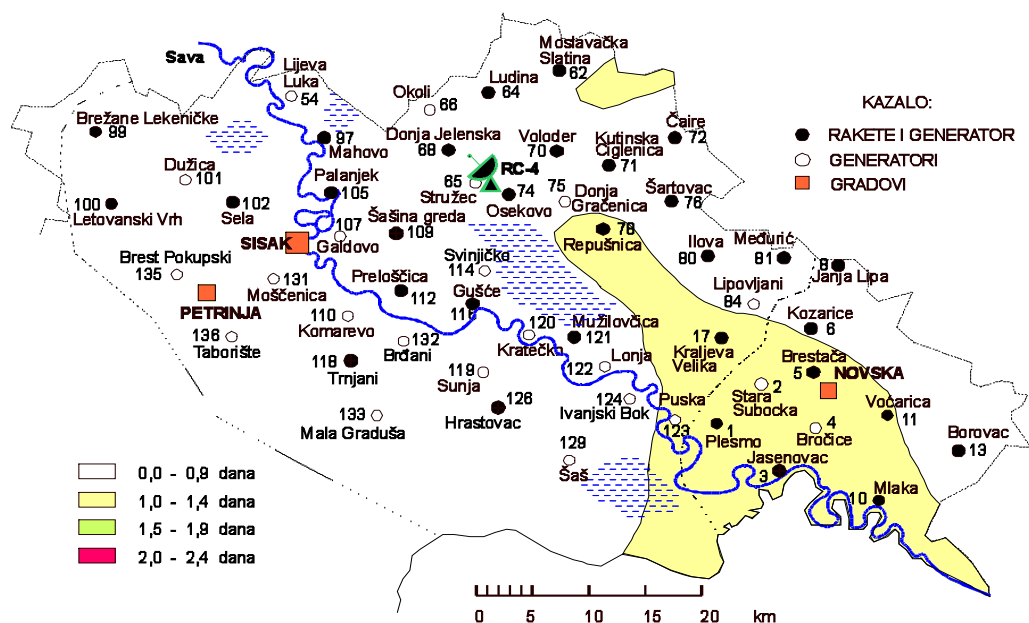 Sava
Lijeva
Luka
54
Okoli
66
Ludina
64
Moslavačka
Slatina
62
Brežane Lekeničke
99
Dužica
101
97
Mahovo
Donja Jelenska
68
Voloder
70
Kutinska
Ciglenica
71
Čaire
72
KAZALO:
RAKETE I GENERATOR
GENERATORI
GRADOVI
RC-4
65
Stružec
74
Osekovo
75
Donja
Gračenica
Šartovac
76
100
Letovanski Vrh
102
Sela
Palanjek
105
107
Galdovo
SISAK
Šašina greda
109
78
Repušnica
Ilova
80
Međurić
81
8
Janja Lipa
Brest Pokupski
135
PETRINJA
131
Moščenica
Svinjičko
114
Preloščica
112
Gušće
116
Lipovljani
84
Kozarice
6
110
Komarevo
136
Taborište
132
Brđani
120
Kratečko
Mužilovčica
121
17
Kraljeva
Velika
Brestača
5
NOVSKA
118
Trnjani
119
Sunja
122
Lonja
2
Stara
Subocka
Voćarica
11
133
Mala Graduša
126
Hrastovac
124
Ivanjski Bok
Puska
123
1
Plesmo
4
Bročice
Borovac
13
129
Šaš
Jasenovac
3
Mlaka
10
0,0 - 0,9 dana
1,0 - 1,4 dana
1,5 - 1,9 dana
2,0 - 2,4 dana
0 5 10 15 20 km